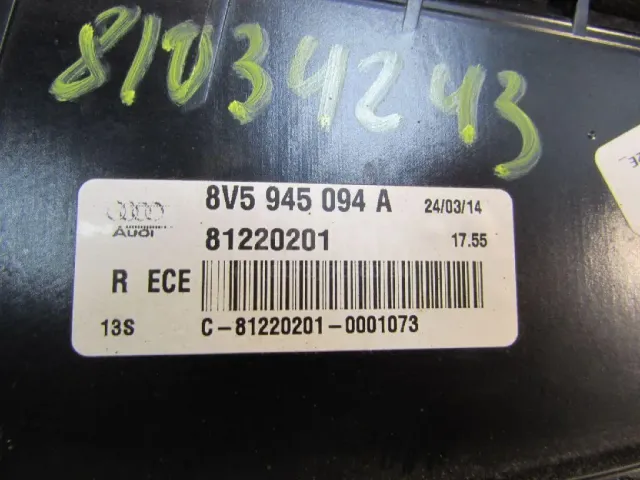 81034243
8V5 945 094 A 24/03/14
Audi 81220201 17.55
R ECE
13S C-81220201-0001073